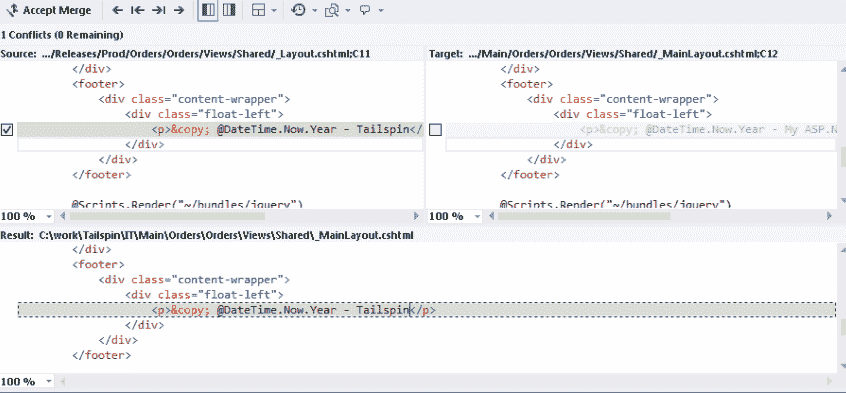 Accept Merge
1 Conflicts (0 Remaining)
Source: .../Releases/Prod/Orders/Orders/Views/Shared/_Layout.cshtml;C11
</div>
<footer>
<div class="content-wrapper">
<div class="float-left">
<p>&copy; @DateTime.Now.Year - Tailspin</
</div>
</div>
</footer>
@Scripts.Render("~/bundles/jquery")
100 %
Target: .../Main/Orders/Orders/Views/Shared/_MainLayout.cshtml;C12
</div>
<footer>
<div class="content-wrapper">
<div class="float-left">
<p>&copy; @DateTime.Now.Year - My ASP.N
</div>
</div>
</footer>
@Scripts.Render("~/bundles/jquery")
100 %
Result: C:\work\Tailspin\IT\Main\Orders\Orders\Views\Shared\_MainLayout.cshtml
</div>
<footer>
<div class="content-wrapper">
<div class="float-left">
<p>&copy; @DateTime.Now.Year - Tailspin</p>
</div>
</div>
</footer>
100 %